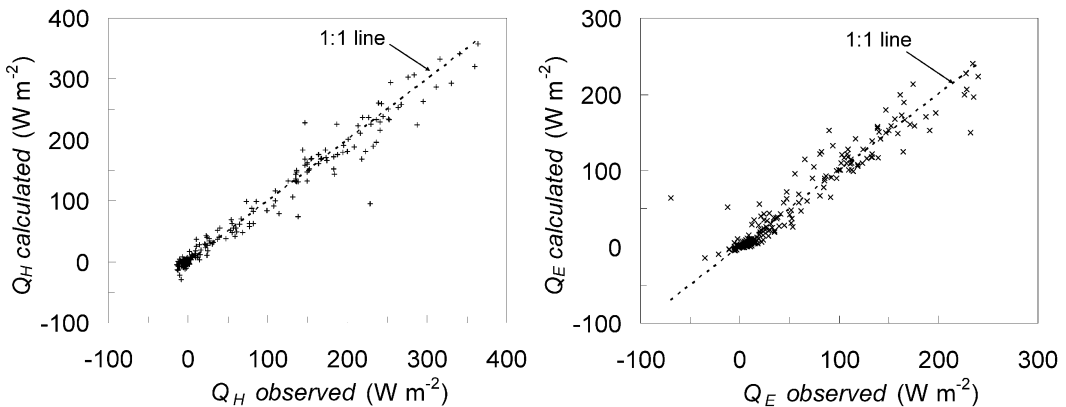 400
300
200
100
0
-100
Q_H calculated (W m⁻²)
1:1 line
-100 0 100 200 300 400
Q_H observed (W m⁻²)
300
200
100
0
-100
Q_E calculated (W m⁻²)
1:1 line
-100 0 100 200 300
Q_E observed (W m⁻²)